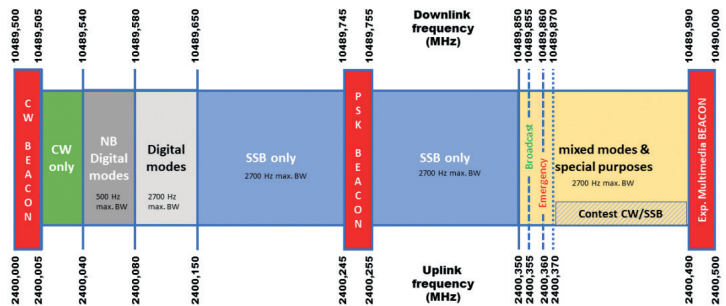 Downlink
frequency
(MHz)
10489,500
10489,505
10489,540
10489,580
10489,650
10489,745
10489,755
10489,850
10489,855
10489,860
10489,870
10489,990
10490,000
CW BEACON
CW
only
NB
Digital
modes
500 Hz
max. BW
Digital
modes
2700 Hz
max. BW
SSB only
2700 Hz max. BW
PSK BEACON
SSB only
2700 Hz max. BW
Broadcast
Emergency
mixed modes &
special purposes
2700 Hz max. BW
Contest CW/SSB
Exp. Multimedia BEACON
2400,000
2400,005
2400,040
2400,080
2400,150
2400,245
2400,255
2400,350
2400,355
2400,360
2400,370
2400,490
2400,500
Uplink
frequency
(MHz)